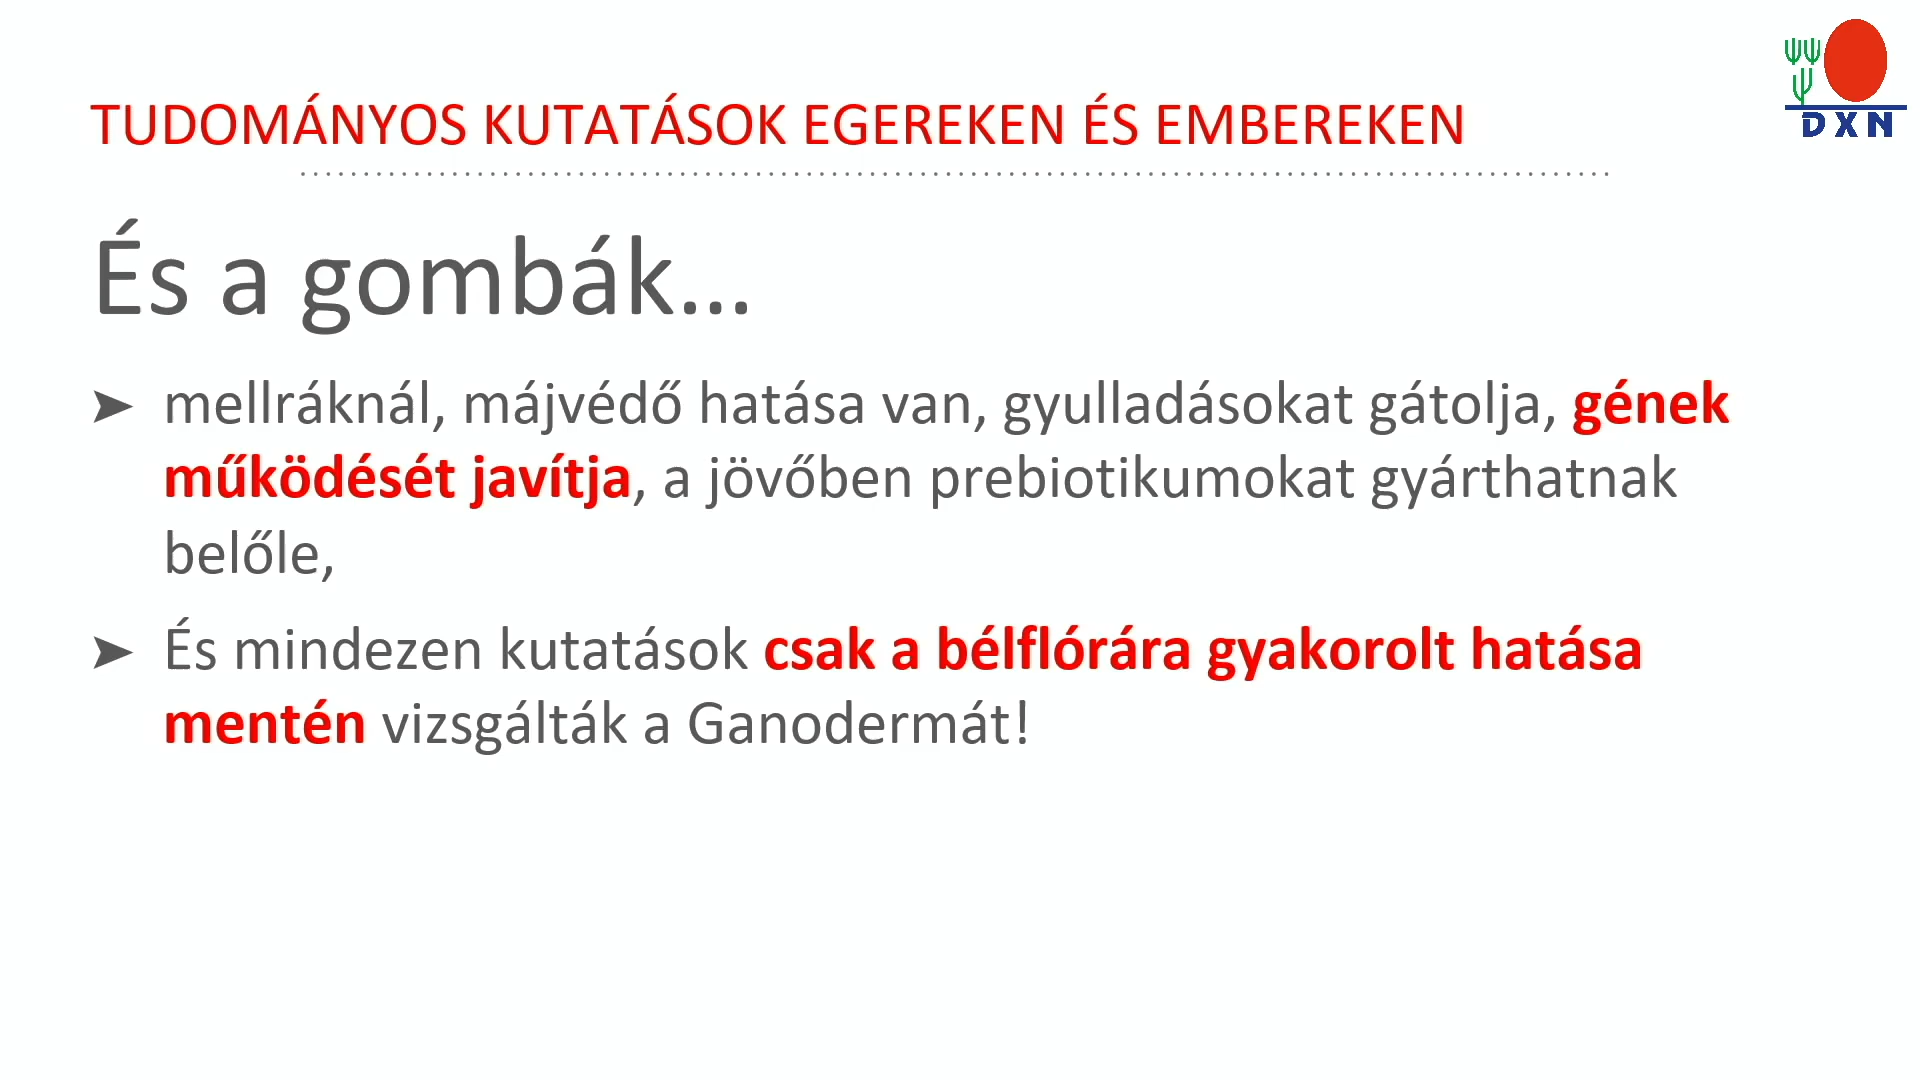 TUDOMÁNYOS KUTATÁSOK EGEREKEN ÉS EMBEREKEN
DXN
És a gombák...
➤ mellráknál, májvédő hatása van, gyulladásokat gátolja, gének
működését javítja, a jövőben prebiotikumokat gyárthatnak
belőle,
➤ És mindezen kutatások csak a bélflórára gyakorolt hatása
mentén vizsgálták a Ganodermát!